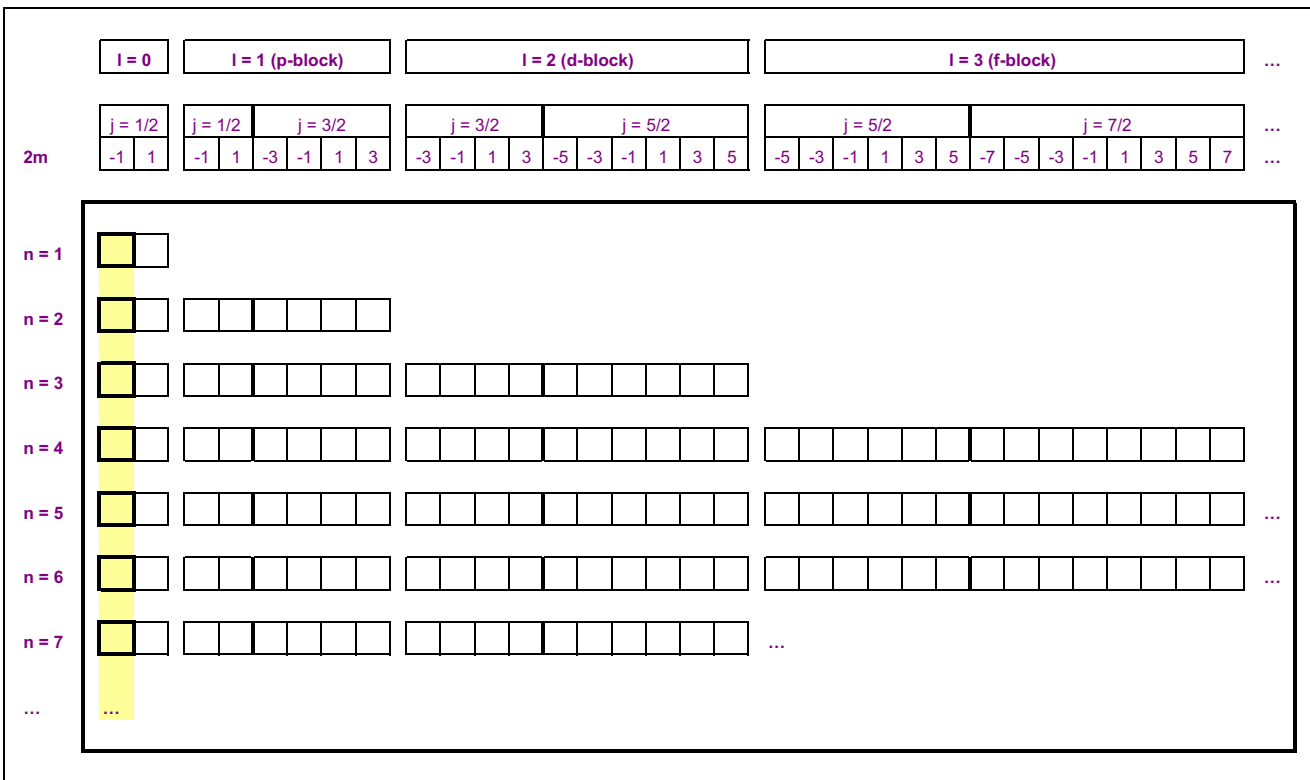 l = 0 l = 1 (p-block) l = 2 (d-block) l = 3 (f-block) ...
j = 1/2 j = 1/2 j = 3/2 j = 3/2 j = 5/2 j = 5/2 j = 7/2 ...
2m -1 1 -1 1 -3 -1 1 3 -3 -1 1 3 -5 -3 -1 1 3 5 -5 -3 -1 1 3 5 -7 -5 -3 -1 1 3 5 7 ...
n = 1
n = 2
n = 3
n = 4
n = 5 ...
n = 6 ...
n = 7 ...
... ...